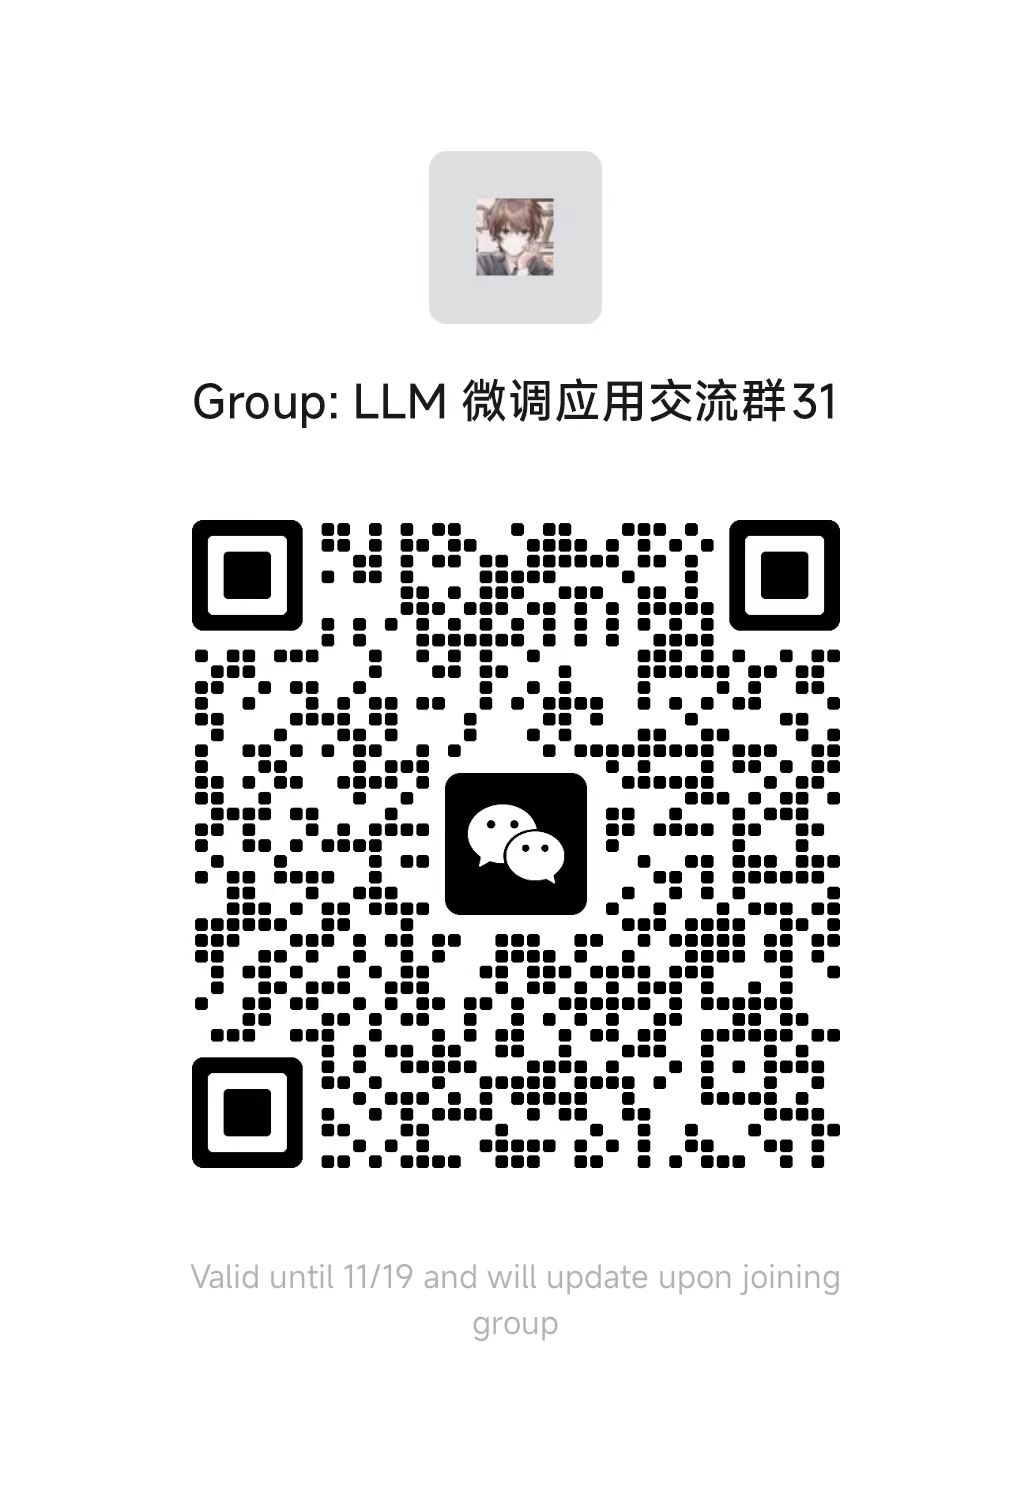 Group: LLM 微调应用交流群31
Valid until 11/19 and will update upon joining
group